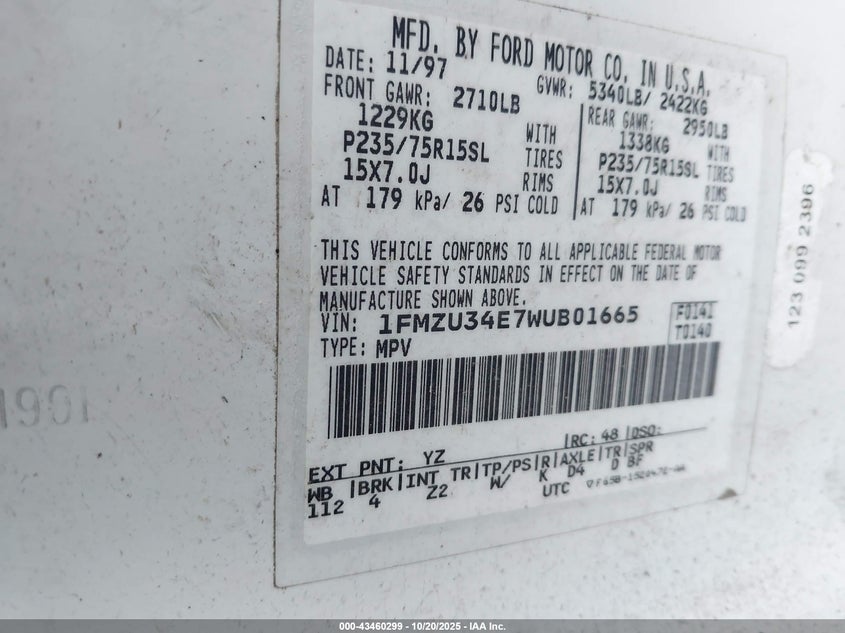 MFD. BY FORD MOTOR CO. IN U.S.A.
DATE: 11/97 GVWR: 5340LB/ 2422KG
FRONT GAWR: 2710LB REAR GAWR: 2950LB
1229KG WITH 1338KG WITH
P235/75R15SL TIRES P235/75R15SL TIRES
15X7.0J RIMS 15X7.0J RIMS
AT 179 kPa/ 26 PSI COLD AT 179 kPa/ 26 PSI COLD
THIS VEHICLE CONFORMS TO ALL APPLICABLE FEDERAL MOTOR
VEHICLE SAFETY STANDARDS IN EFFECT ON THE DATE OF
MANUFACTURE SHOWN ABOVE.
VIN: 1FMZU34E7WUB01665 F0141
TYPE: MPV T0140
EXT PNT: YZ RC: 48 DSO:
WB |BRK|INT TR|TP/PS|R|AXLE|TR|SPR
112 4 Z2 W/ K D4 D BF
UTC
123 099 2396
000-43460299 - 10/20/2025 - IAA Inc.